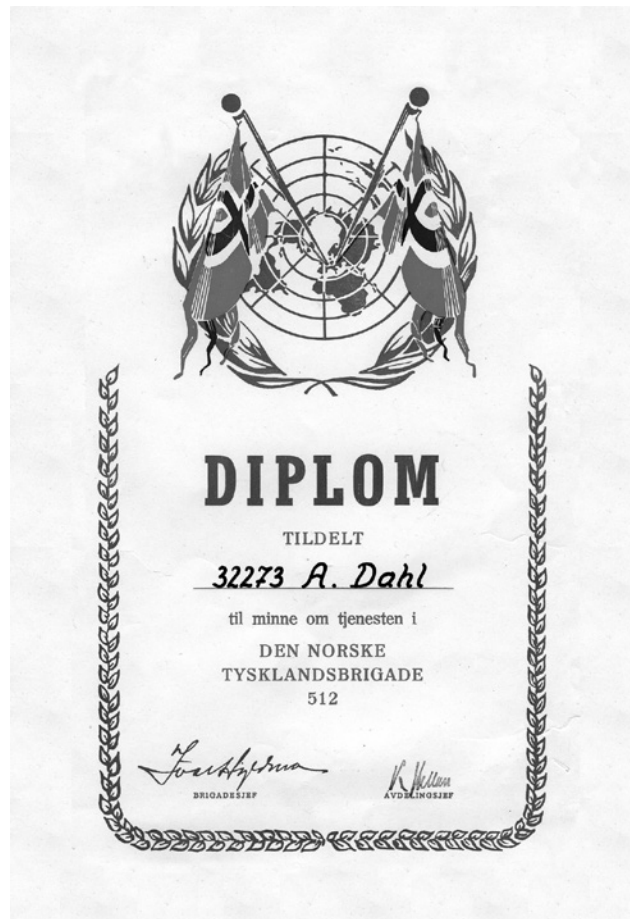 DIPLOM
TILDELT
32273 A. Dahl
til minne om tjenesten i
DEN NORSKE
TYSKLANDSBRIGADE
512
BRIGADESJEF
AVDELINGSJEF